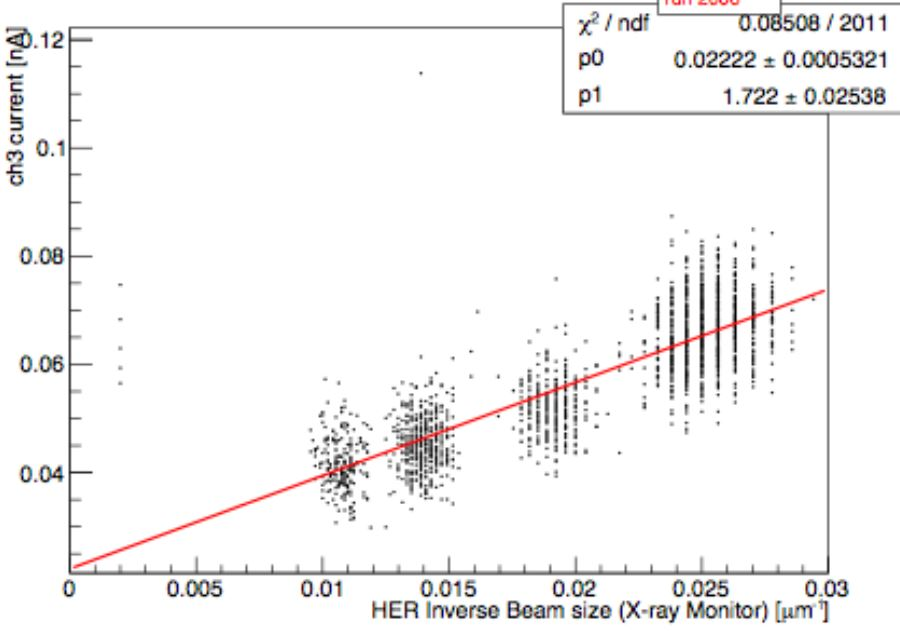 run 2000
χ² / ndf 0.08508 / 2011
p0 0.02222 ± 0.0005321
p1 1.722 ± 0.02538
ch3 current [nA]
0.12
0.1
0.08
0.06
0.04
0 0.005 0.01 0.015 0.02 0.025 0.03
HER Inverse Beam size (X-ray Monitor) [μm⁻¹]